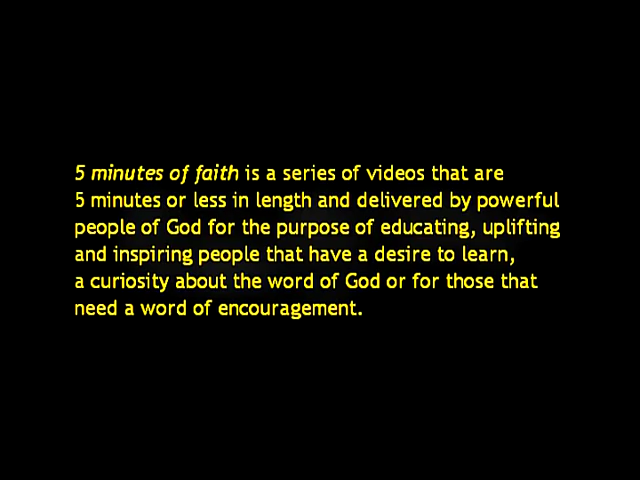 5 minutes of faith is a series of videos that are
5 minutes or less in length and delivered by powerful
people of God for the purpose of educating, uplifting
and inspiring people that have a desire to learn,
a curiosity about the word of God or for those that
need a word of encouragement.